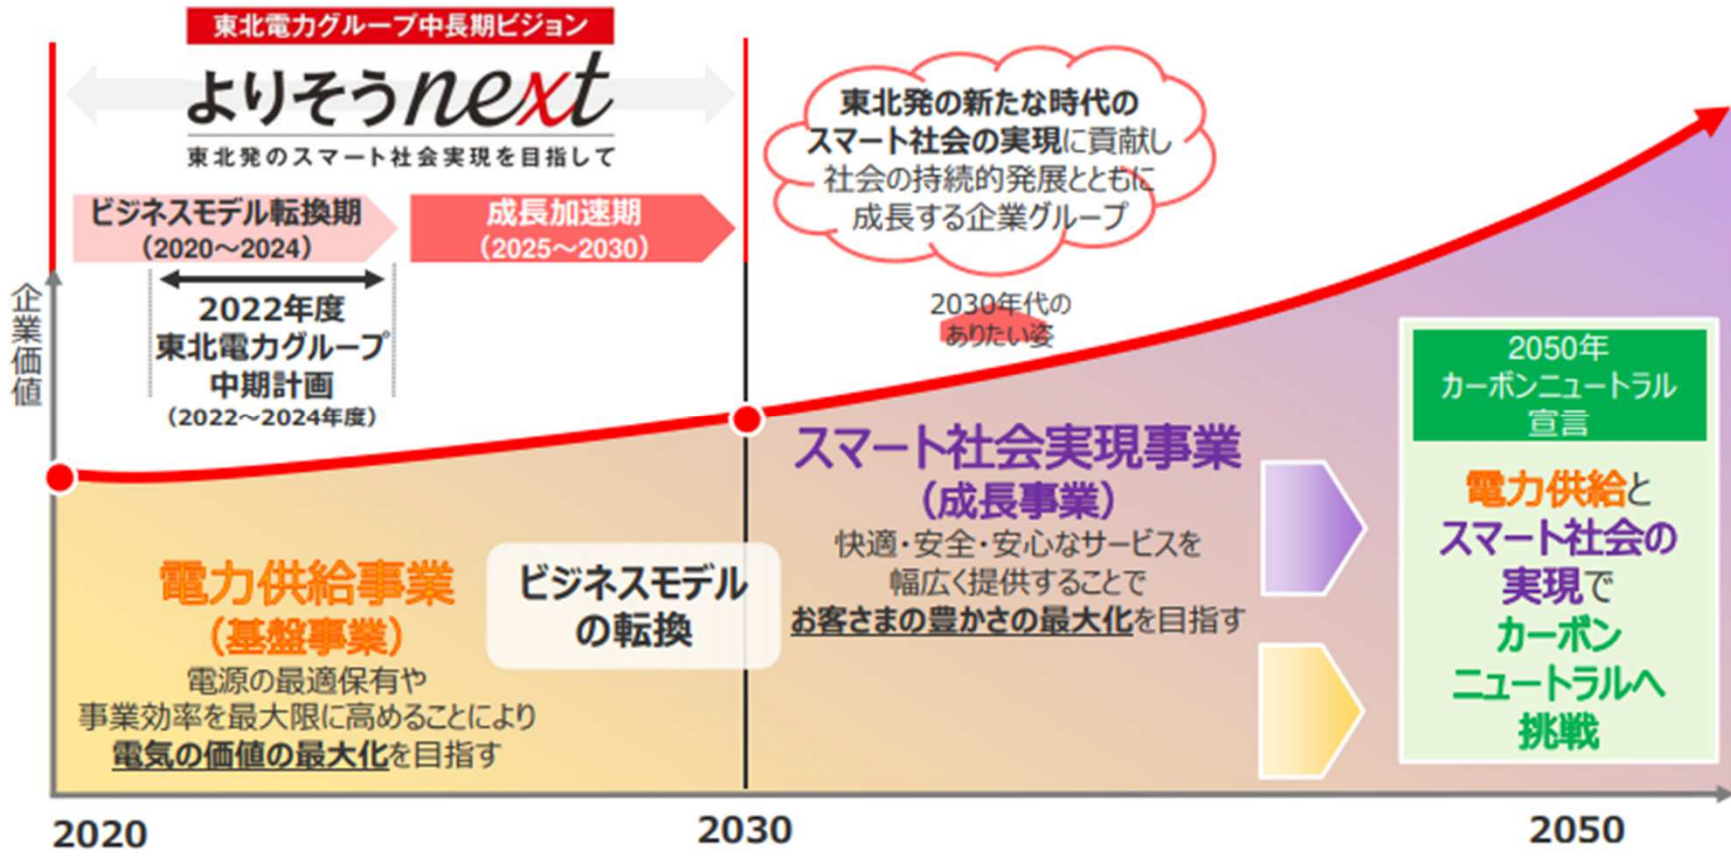 東北電力グループ中長期ビジョン
よりそうnext
東北発のスマート社会実現を目指して
ビジネスモデル転換期
（2020～2024）
成長加速期
（2025～2030）
2022年度
東北電力グループ
中期計画
（2022～2024年度）
東北発の新たな時代の
スマート社会の実現に貢献し
社会の持続的発展とともに
成長する企業グループ
2030年代の
ありたい姿
企業価値
電力供給事業
（基盤事業）
電源の最適保有や
事業効率を最大限に高めることにより
電気の価値の最大化を目指す
ビジネスモデル
の転換
スマート社会実現事業
（成長事業）
快適・安全・安心なサービスを
幅広く提供することで
お客さまの豊かさの最大化を目指す
2050年
カーボンニュートラル
宣言
電力供給と
スマート社会の
実現で
カーボン
ニュートラルへ
挑戦
2020
2030
2050